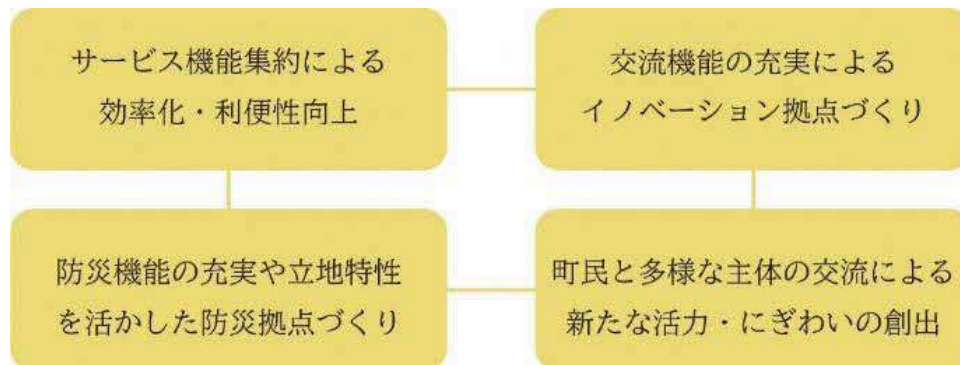 サービス機能集約による
効率化・利便性向上
交流機能の充実による
イノベーション拠点づくり
防災機能の充実や立地特性
を活かした防災拠点づくり
町民と多様な主体の交流による
新たな活力・にぎわいの創出